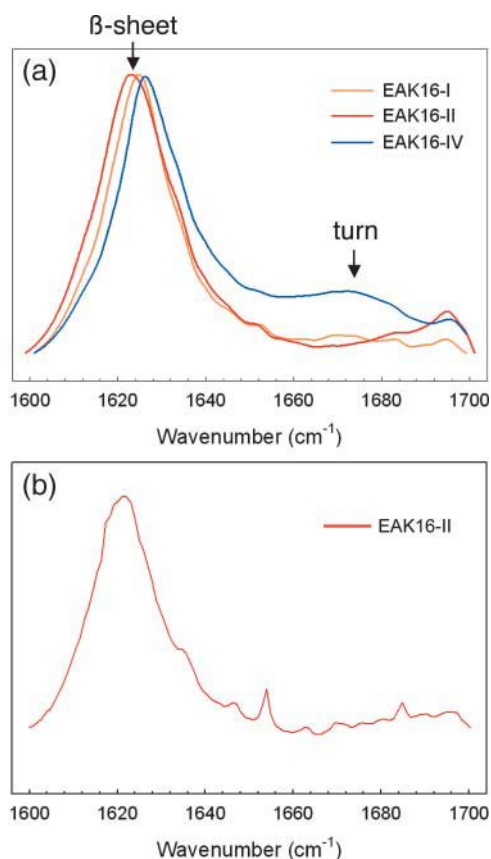 ß-sheet
(a)
EAK16-I
EAK16-II
EAK16-IV
turn
1600 1620 1640 1660 1680 1700
Wavenumber (cm⁻¹)
(b)
EAK16-II
1600 1620 1640 1660 1680 1700
Wavenumber (cm⁻¹)